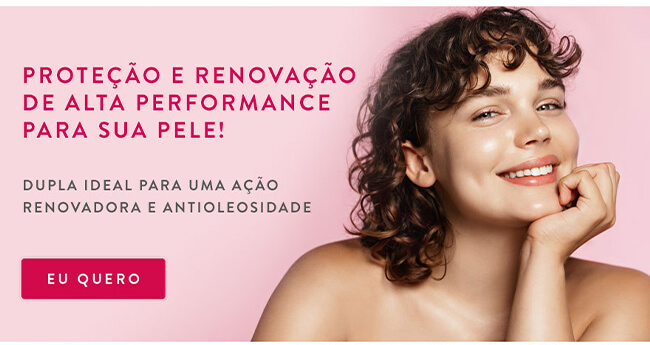 PROTEÇÃO E RENOVAÇÃO
DE ALTA PERFORMANCE
PARA SUA PELE!
DUPLA IDEAL PARA UMA AÇÃO
RENOVADORA E ANTIOLEOSIDADE
EU QUERO